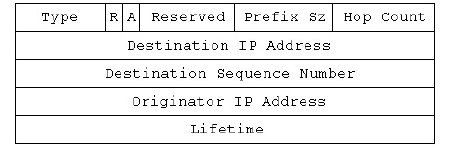 Type R A Reserved Prefix Sz Hop Count
Destination IP Address
Destination Sequence Number
Originator IP Address
Lifetime